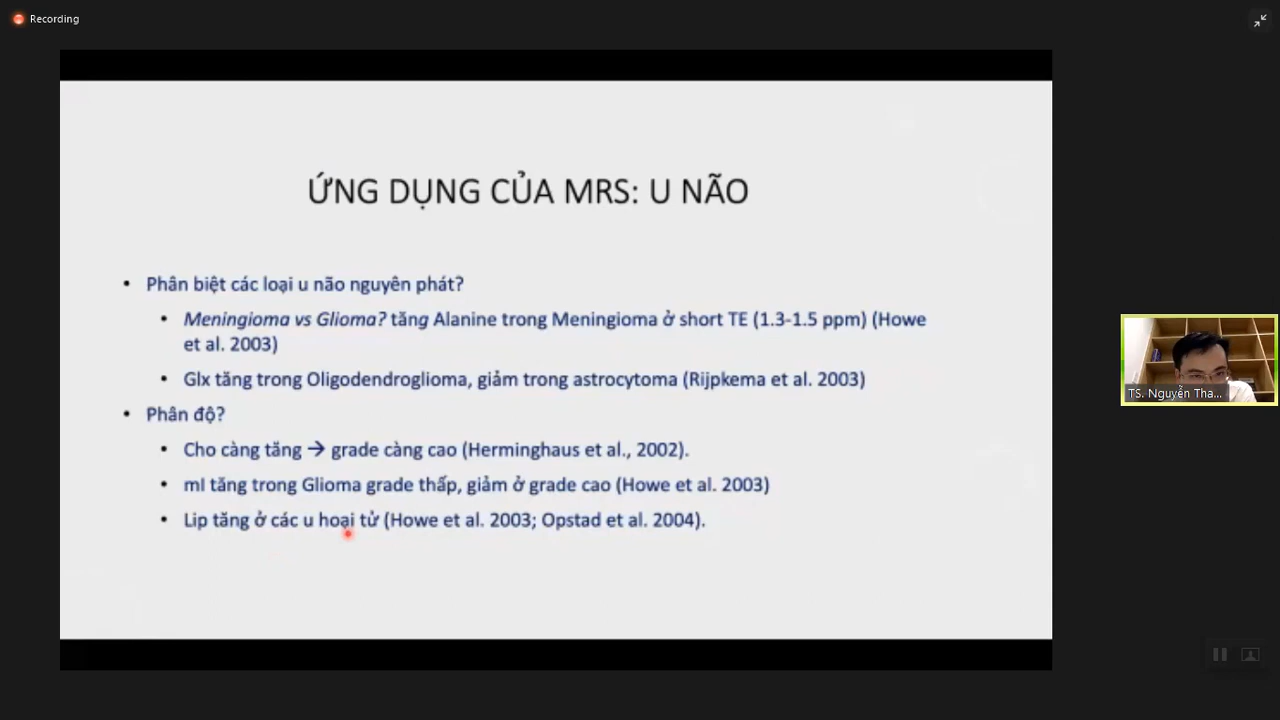 Recording
ỨNG DỤNG CỦA MRS: U NÃO
• Phân biệt các loại u não nguyên phát?
• Meningioma vs Glioma? tăng Alanine trong Meningioma ở short TE (1.3-1.5 ppm) (Howe
et al. 2003)
• Glx tăng trong Oligodendroglioma, giảm trong astrocytoma (Rijpkema et al. 2003)
• Phân độ?
• Cho càng tăng → grade càng cao (Herminghaus et al., 2002).
• mI tăng trong Glioma grade thấp, giảm ở grade cao (Howe et al. 2003)
• Lip tăng ở các u hoại tử (Howe et al. 2003; Opstad et al. 2004).
TS. Nguyễn Tha...